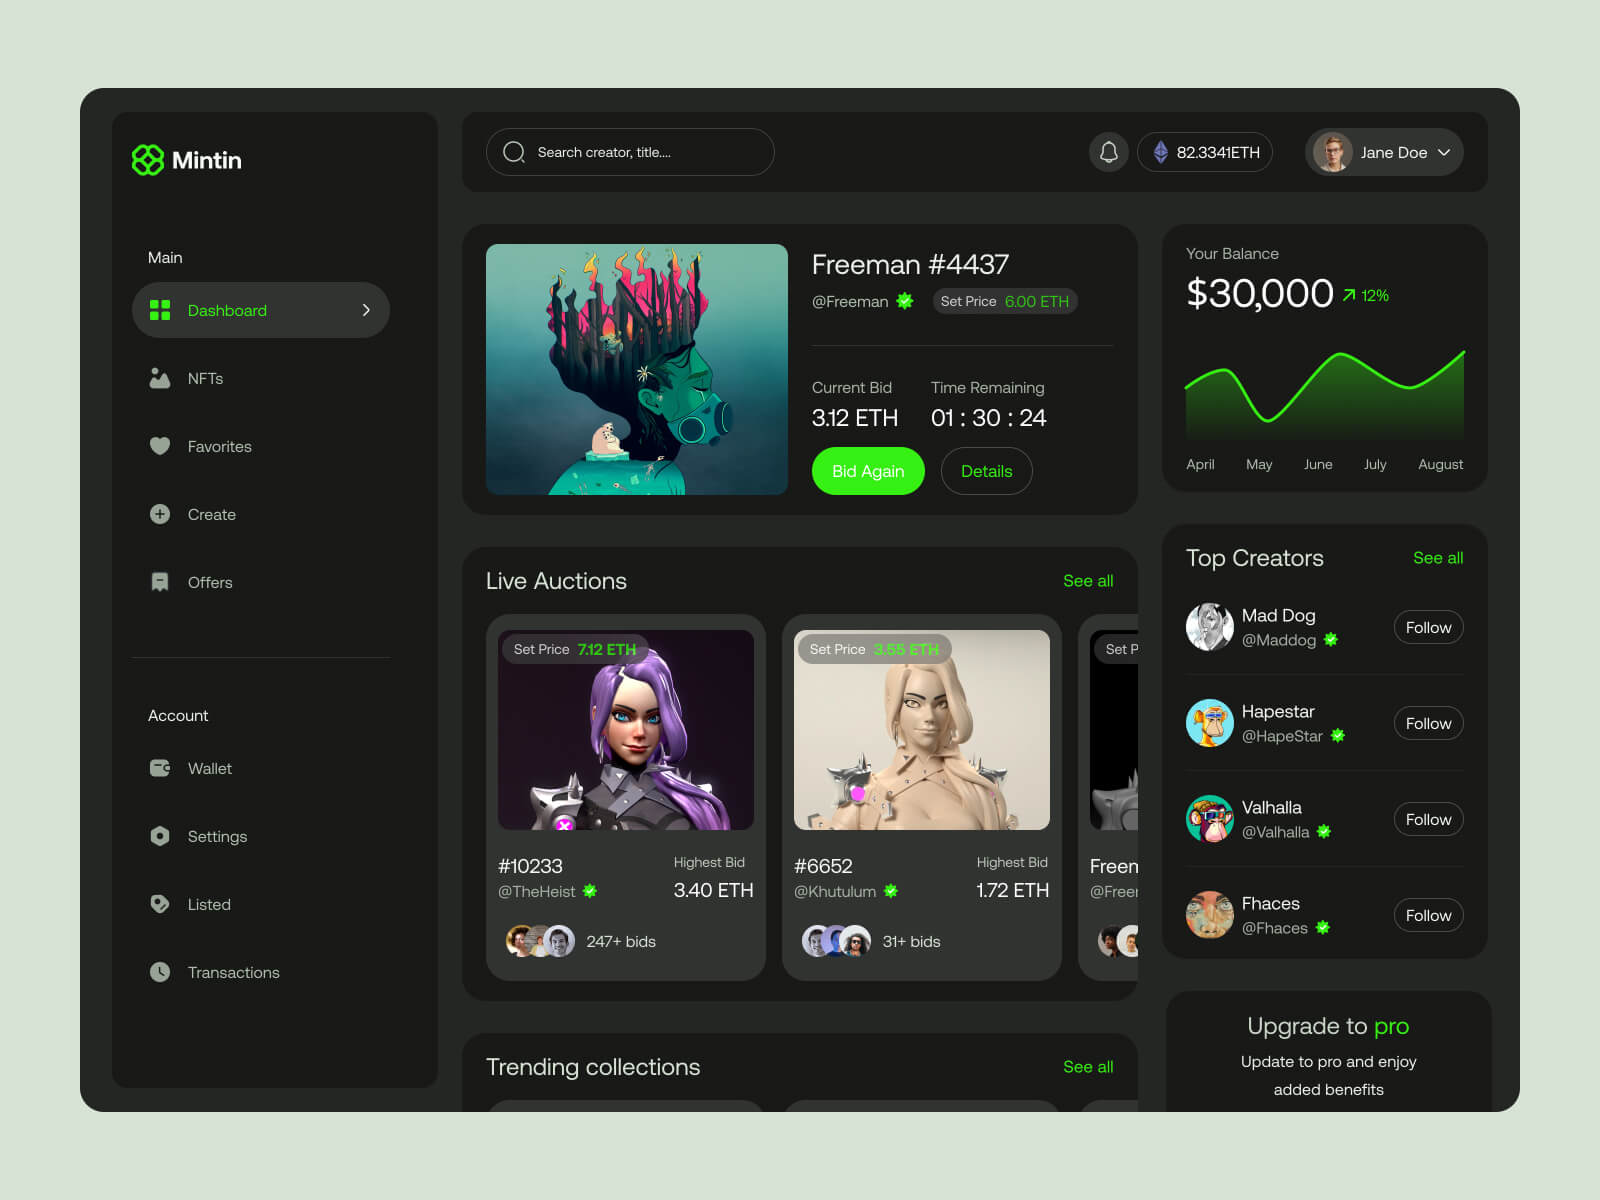 Mintin
Main
Dashboard
NFTs
Favorites
Create
Offers
Account
Wallet
Settings
Listed
Transactions
Search creator, title....
82.3341ETH
Jane Doe
Freeman #4437
@Freeman
Set Price 6.00 ETH
Current Bid
3.12 ETH
Time Remaining
01 : 30 : 24
Bid Again
Details
Live Auctions
See all
Set Price 7.12 ETH
#10233
@TheHeist
Highest Bid
3.40 ETH
247+ bids
Set Price 3.55 ETH
#6652
@Khutulum
Highest Bid
1.72 ETH
31+ bids
Set P
Freem
@Freer
Trending collections
See all
Your Balance
$30,000 12%
April May June July August
Top Creators
See all
Mad Dog
@Maddog
Follow
Hapestar
@HapeStar
Follow
Valhalla
@Valhalla
Follow
Fhaces
@Fhaces
Follow
Upgrade to pro
Update to pro and enjoy
added benefits